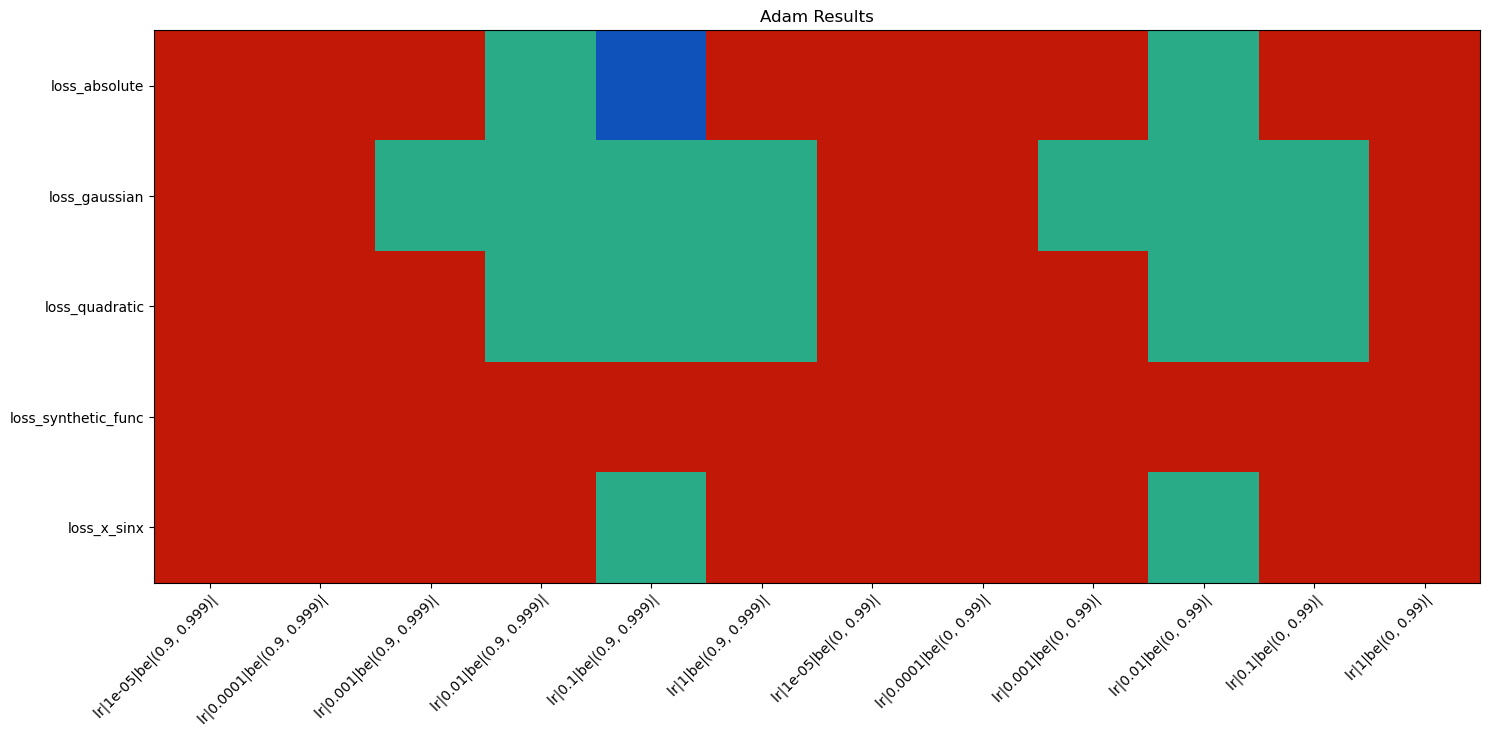 Adam Results
loss_absolute
loss_gaussian
loss_quadratic
loss_synthetic_func
loss_x_sinx
lr|1e-05|be|(0.9, 0.999)|
lr|0.0001|be|(0.9, 0.999)|
lr|0.001|be|(0.9, 0.999)|
lr|0.01|be|(0.9, 0.999)|
lr|0.1|be|(0.9, 0.999)|
lr|1|be|(0.9, 0.999)|
lr|1e-05|be|(0, 0.99)|
lr|0.0001|be|(0, 0.99)|
lr|0.001|be|(0, 0.99)|
lr|0.01|be|(0, 0.99)|
lr|0.1|be|(0, 0.99)|
lr|1|be|(0, 0.99)|